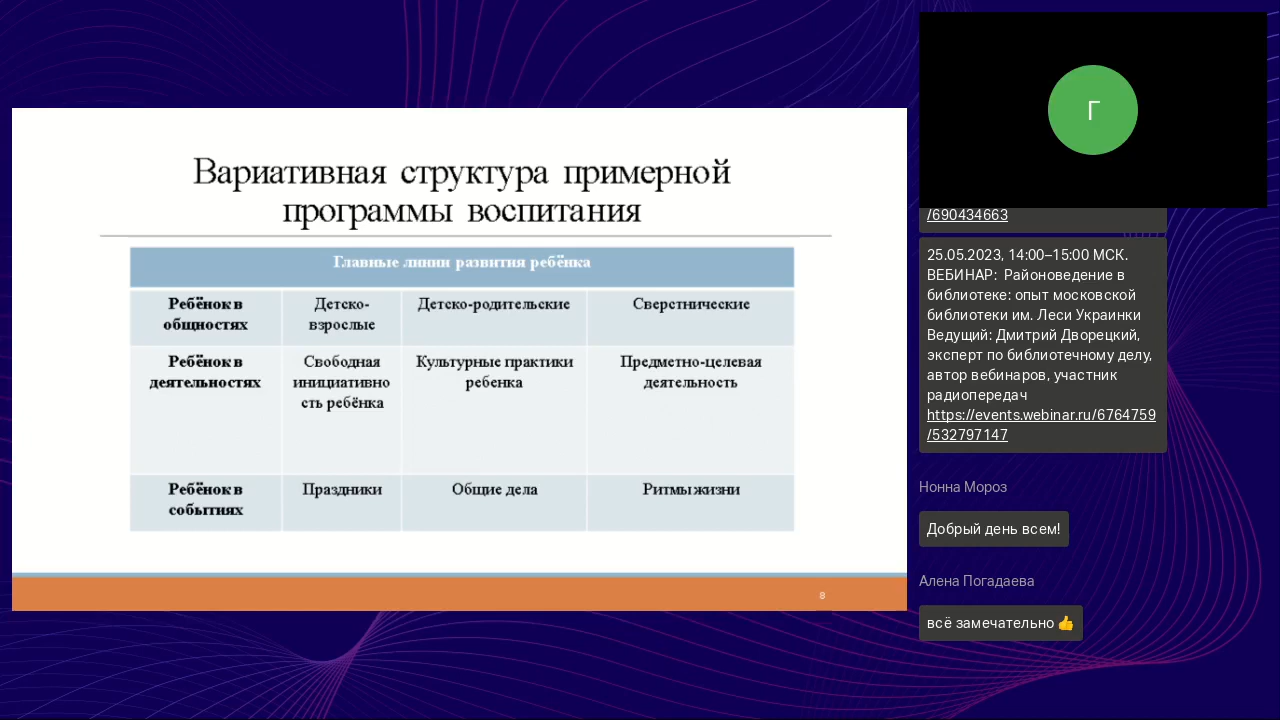 Вариативная структура примерной
программы воспитания
Главные линии развития ребёнка
Ребёнок в
общностях
Детско-
взрослые
Детско-родительские
Сверстнические
Ребёнок в
деятельностях
Свободная
инициативно
сть ребёнка
Культурные практики
ребенка
Предметно-целевая
деятельность
Ребёнок в
событиях
Праздники
Общие дела
Ритмы жизни
8
Г
/690434663
25.05.2023, 14:00–15:00 МСК.
ВЕБИНАР: Районоведение в
библиотеке: опыт московской
библиотеки им. Леси Украинки
Ведущий: Дмитрий Дворецкий,
эксперт по библиотечному делу,
автор вебинаров, участник
радиопередач
https://events.webinar.ru/6764759
/532797147
Нонна Мороз
Добрый день всем!
Алена Погадаева
всё замечательно 👍